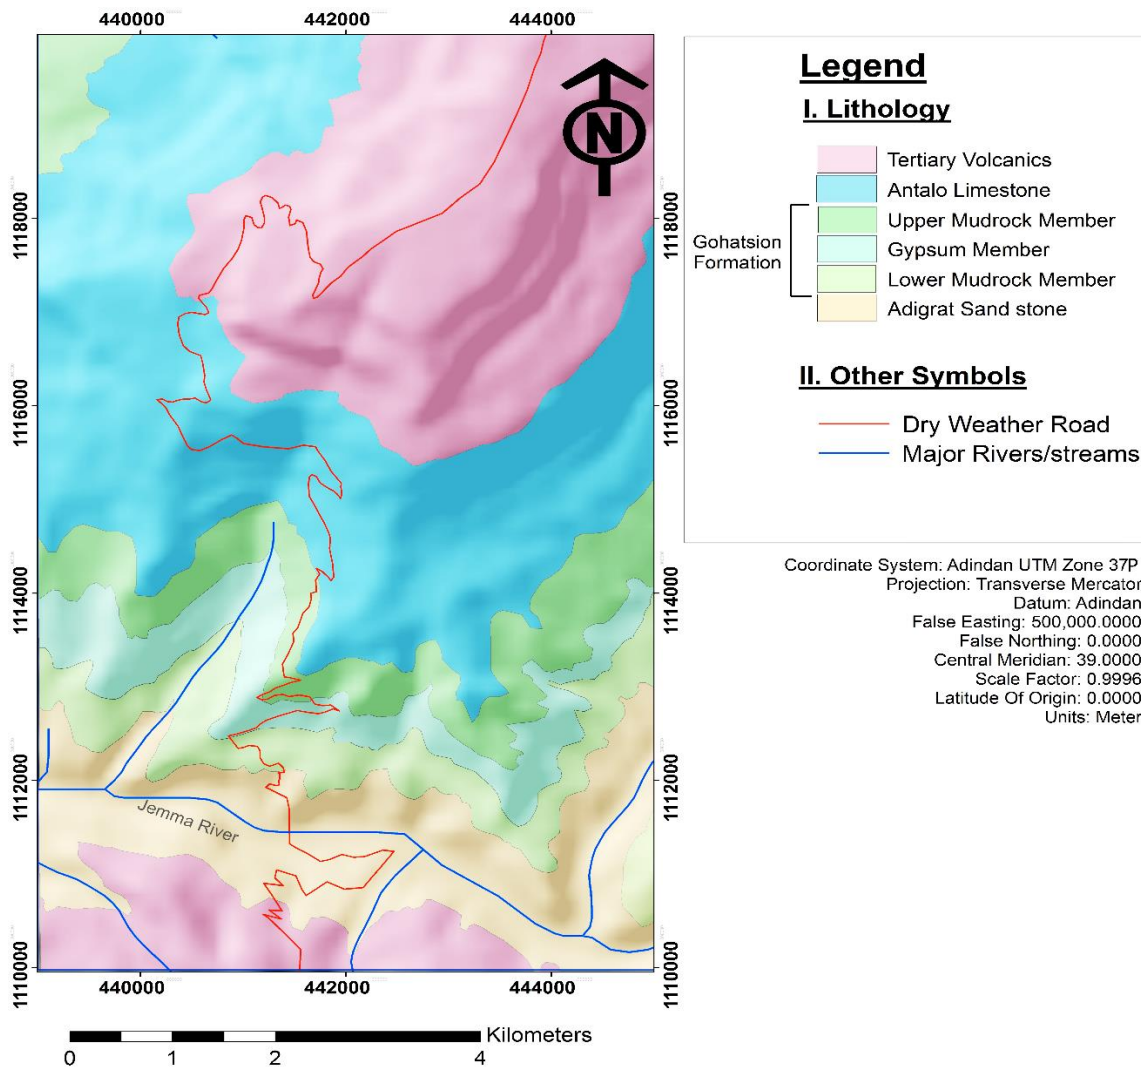 440000 442000 444000
1118000
1116000
1114000
1112000
1110000
N
1118000
1116000
1114000
1112000
1110000
Jemma River
440000 442000 444000
Kilometers
0 1 2 4
Legend
I. Lithology
Tertiary Volcanics
Antalo Limestone
Upper Mudrock Member
Gohatsion
Formation
Gypsum Member
Lower Mudrock Member
Adigrat Sand stone
II. Other Symbols
Dry Weather Road
Major Rivers/streams
Coordinate System: Adindan UTM Zone 37P
Projection: Transverse Mercator
Datum: Adindan
False Easting: 500,000.0000
False Northing: 0.0000
Central Meridian: 39.0000
Scale Factor: 0.9996
Latitude Of Origin: 0.0000
Units: Meter